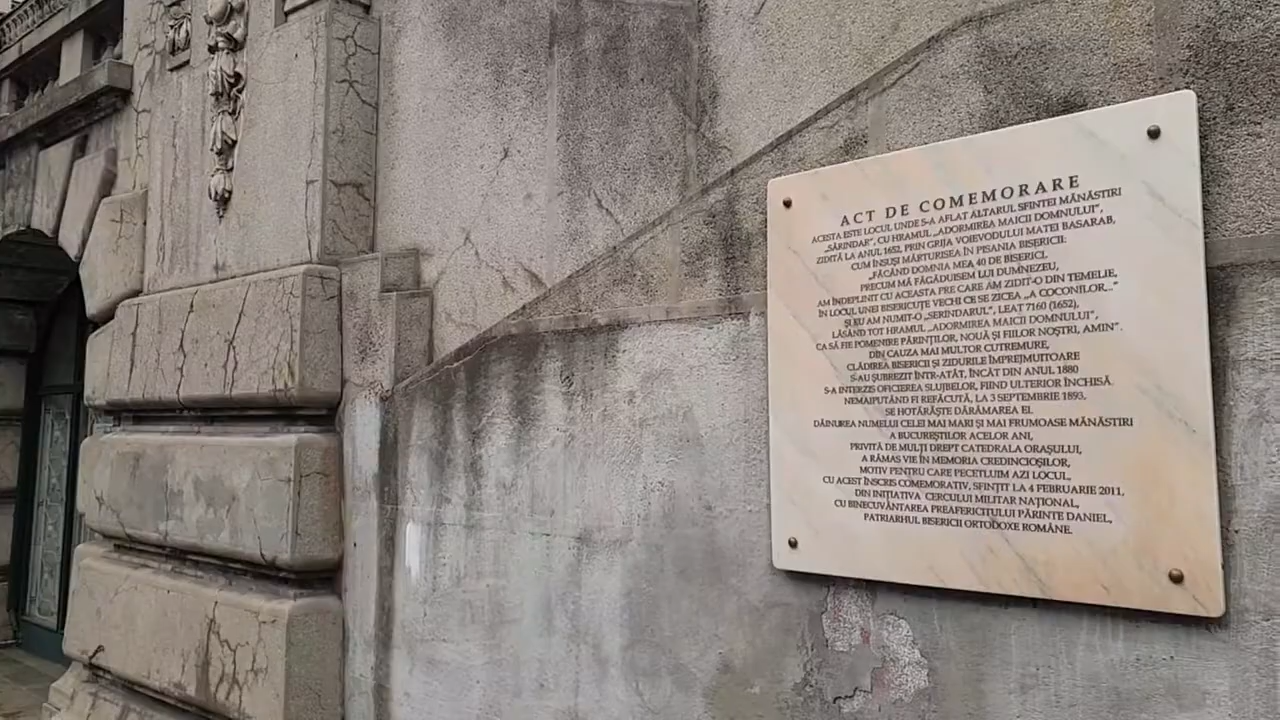 ACT DE COMEMORARE
ACESTA ESTE LOCUL UNDE S-A AFLAT ALTARUL SFINTEI MĂNĂSTIRI
„SĂRINDAR”, CU HRAMUL „ADORMIREA MAICII DOMNULUI”,
ZIDITĂ LA ANUL 1652, PRIN GRIJA VOIEVODULUI MATEI BASARAB,
CUM ÎNSUȘI MĂRTURISEA ÎN PISANIA BISERICII:
„FĂCÂND DOMNIA MEA 40 DE BISERICI,
PRECUM MĂ FĂGĂDUISEM LUI DUMNEZEU,
AM ÎNDEPLINIT CU ACEASTA PRE CARE AM ZIDIT-O DIN TEMELIE,
ÎN LOCUL UNEI BISERICUȚE VECHI CE SE ZICEA „A COCONILOR...”
ȘI EU AM NUMIT-O „SERINDARUL”, LEAT 7160 (1652),
LĂSÂND TOT HRAMUL „ADORMIREA MAICII DOMNULUI”,
CA SĂ FIE POMENIRE PĂRINȚILOR, NOUĂ ȘI FIILOR NOȘTRI, AMIN”.
DIN CAUZA MAI MULTOR CUTREMURE,
CLĂDIREA BISERICII ȘI ZIDURILE ÎMPREJMUITOARE
S-AU ȘUBREZIT ÎNTR-ATÂT, ÎNCÂT DIN ANUL 1880
S-A INTERZIS OFICIEREA SLUJBELOR, FIIND ULTERIOR ÎNCHISĂ.
NEMAIPUTÂND FI REFĂCUTĂ, LA 3 SEPTEMBRIE 1893,
SE HOTĂRĂȘTE DĂRÂMAREA EI.
DĂINUREA NUMELUI CELEI MAI MARI ȘI MAI FRUMOASE MĂNĂSTIRI
A BUCUREȘTILOR ACELOR ANI,
PRIVITĂ DE MULȚI DREPT CATEDRALA ORAȘULUI,
A RĂMAS VIE ÎN MEMORIA CREDINCIOȘILOR,
MOTIV PENTRU CARE PECETLUIM AZI LOCUL,
CU ACEST ÎNSCRIS COMEMORATIV, SFINȚIT LA 4 FEBRUARIE 2011,
DIN INIȚIATIVA CERCULUI MILITAR NAȚIONAL,
CU BINECUVÂNTAREA PREAFERICITULUI PĂRINTE DANIEL,
PATRIARHUL BISERICII ORTODOXE ROMÂNE.